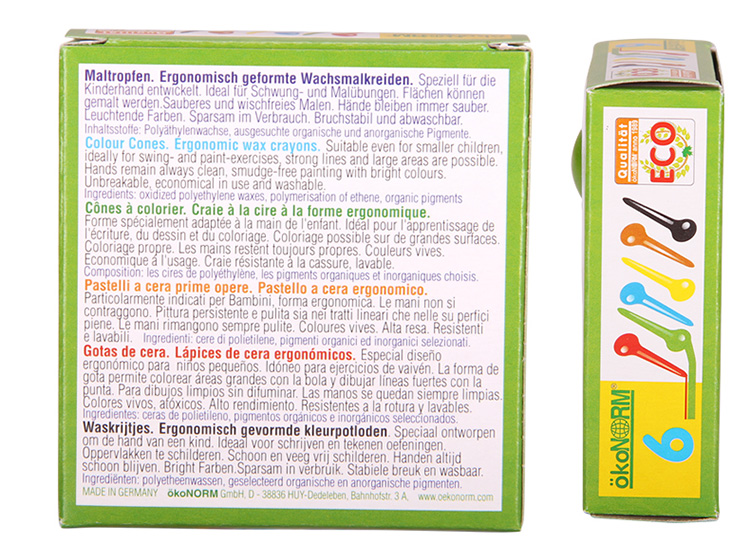 Maltropfen. Ergonomisch geformte Wachsmalkreiden. Speziell für die
Kinderhand entwickelt. Ideal für Schwung- und Malübungen. Flächen können
gemalt werden.Sauberes und wischfreies Malen. Hände bleiben immer sauber.
Leuchtende Farben. Sparsam im Verbrauch. Bruchstabil und abwaschbar.
Inhaltsstoffe: Polyäthylenwachse, ausgesuchte organische und anorganische Pigmente.
Colour Cones. Ergonomic wax crayons. Suitable even for smaller children,
ideally for swing- and paint-exercises, strong lines and large areas are possible.
Hands remain always clean, smudge-free painting with bright colours.
Unbreakable, economical in use and washable.
Ingredients: oxidized polyethylene waxes, polymerisation of ethene, organic pigments
Cônes à colorier. Craie à la cire à la forme ergonomique.
Forme spécialement adaptée à la main de l'enfant. Idéal pour l'apprentissage de
l'écriture, du dessin et du coloriage. Coloriage possible sur de grandes surfaces.
Coloriage propre. Les mains restent toujours propres. Couleurs vives.
Economique à l'usage. Craie résistante à la cassure, lavable.
Composition: les cires de polyéthylène, les pigments organiques et inorganiques choisis.
Pastelli a cera prime opere. Pastello a cera ergonomico.
Particolarmente indicati per Bambini, forma ergonomica. Le mani non si
contraggono. Pittura persistente e pulita sia nei tratti lineari che nelle su perfici
piene. Le mani rimangono sempre pulite. Coloures vives. Alta resa. Resistenti
e lavabili. Ingredienti: cere di polietilene, pigmenti organici ed inorganici selezionati.
Gotas de cera. Lápices de cera ergonómicos. Especial diseño
ergonómico para niños pequeños. Idóneo para ejercicios de vaivén. La forma de
gota permite colorear áreas grandes con la bola y dibujar líneas fuertes con la
punta. Para dibujos limpios sin difuminar. Las manos se quedan siempre limpias.
Colores vivos, atóxicos. Alto rendimiento. Resistentes a la rotura y lavables.
Ingredientes: ceras de polietileno, pigmentos orgánicos e inorgánicos seleccionados.
Waskrijtjes. Ergonomisch gevormde kleurpotloden. Speciaal ontworpen
om de hand van een kind. Ideaal voor schrijven en tekenen oefeningen.
Oppervlakken te schilderen. Schoon en veeg vrij schilderen. Handen altijd
schoon blijven. Bright Farben.Sparsam in verbruik. Stabiele breuk en wasbaar.
Ingrediënten: polyetheenwassen, geselecteerd organische en anorganische pigmenten.
MADE IN GERMANY ökoNORM GmbH, D - 38836 HUY-Dedeleben, Bahnhofstr. 3 A, www.oekonorm.com
Qualität
ökoNORM anno 1989
ECO
ökoNORM®
6